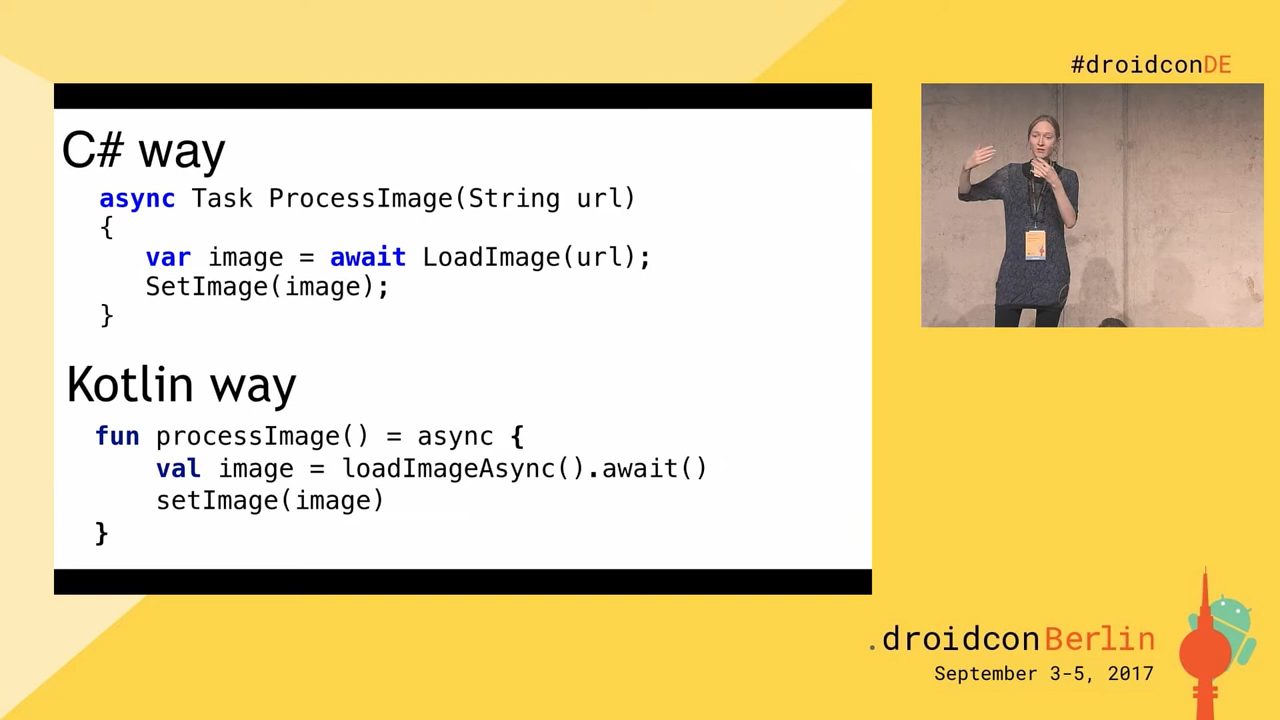 #droidconDE
C# way
async Task ProcessImage(String url)
{
var image = await LoadImage(url);
SetImage(image);
}
Kotlin way
fun processImage() = async {
val image = loadImageAsync().await()
setImage(image)
}
.droidconBerlin
September 3-5, 2017